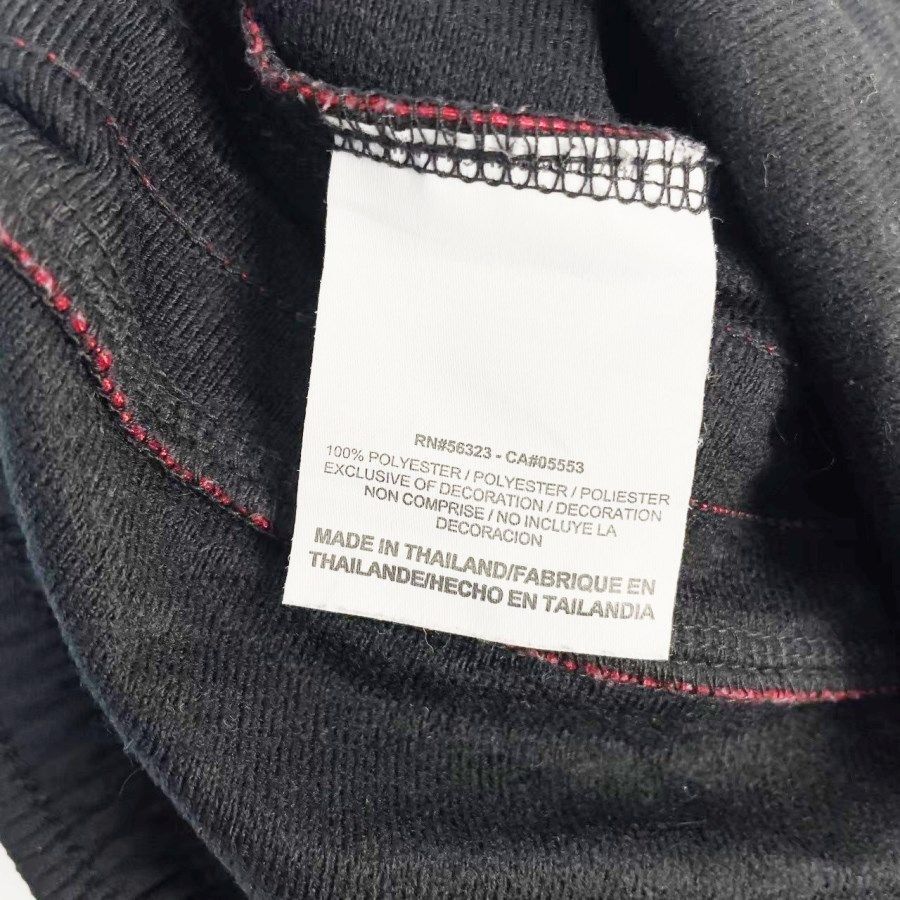 RN#56323 - CA#05553
100% POLYESTER / POLYESTER / POLIESTER
EXCLUSIVE OF DECORATION / DECORATION
NON COMPRISE / NO INCLUYE LA
DECORACION
MADE IN THAILAND/FABRIQUE EN
THAILANDE/HECHO EN TAILANDIA